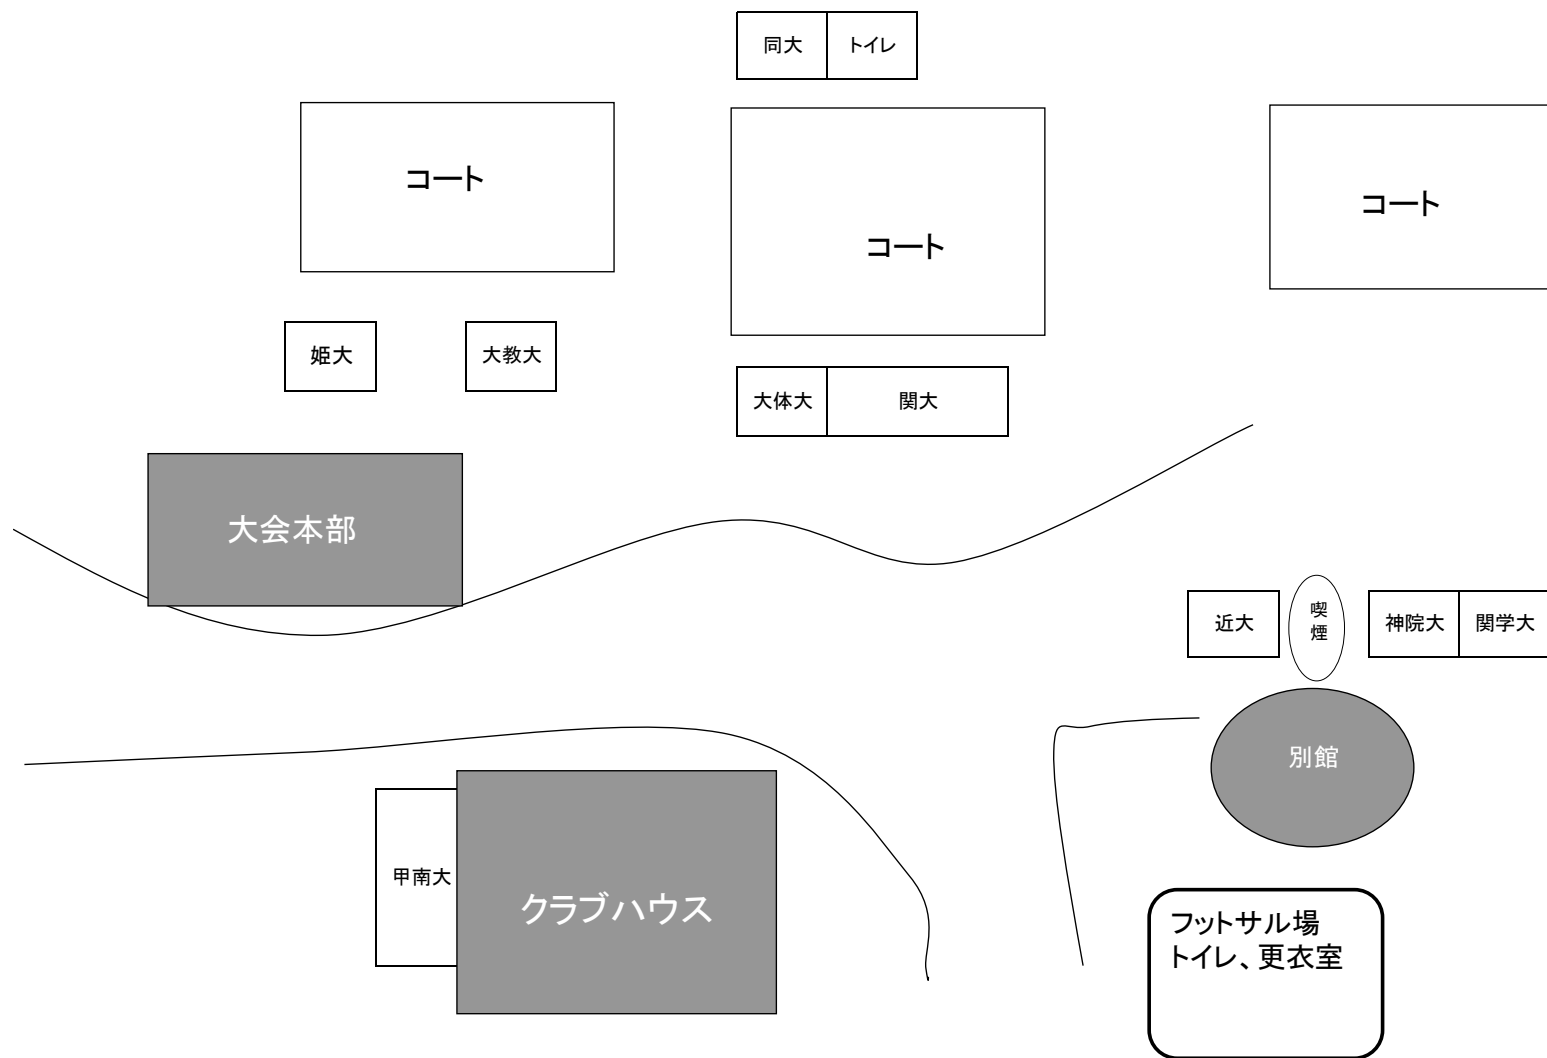 同大
トイレ
コート
コート
コート
姫大
大教大
大体大
関大
大会本部
近大
喫
煙
神院大
関学大
別館
甲南大
クラブハウス
フットサル場
トイレ、更衣室